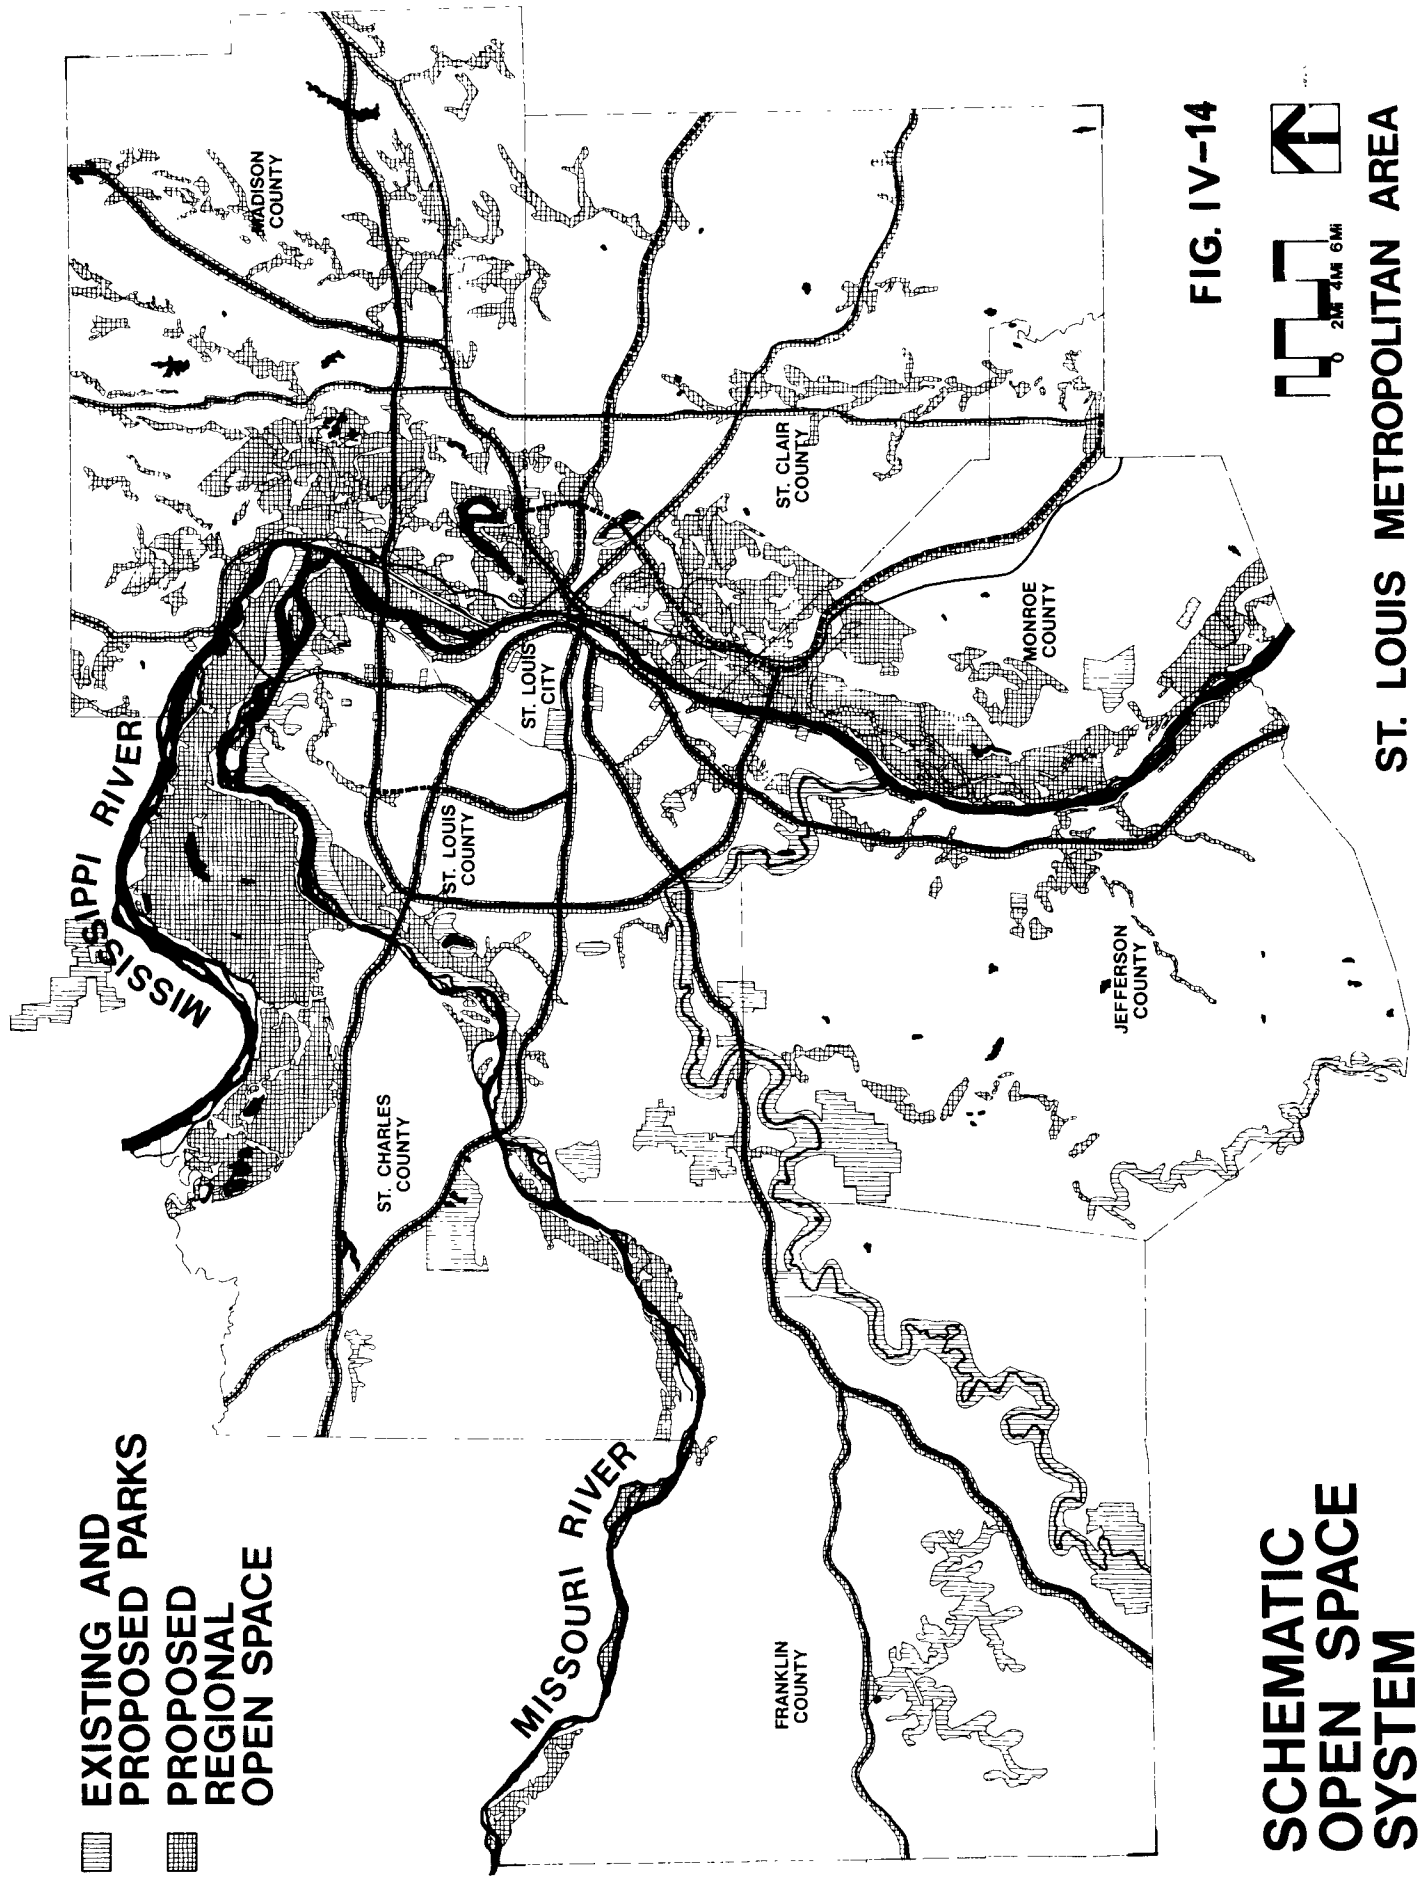 EXISTING AND
PROPOSED PARKS
PROPOSED
REGIONAL
OPEN SPACE
MISSISSIPPI RIVER
MISSOURI RIVER
MADISON
COUNTY
ST. CLAIR
COUNTY
MONROE
COUNTY
ST. LOUIS
CITY
ST. LOUIS
COUNTY
JEFFERSON
COUNTY
ST. CHARLES
COUNTY
FRANKLIN
COUNTY
FIG. IV-14
0 2Mi 4Mi 6Mi
SCHEMATIC
OPEN SPACE
SYSTEM
ST. LOUIS METROPOLITAN AREA